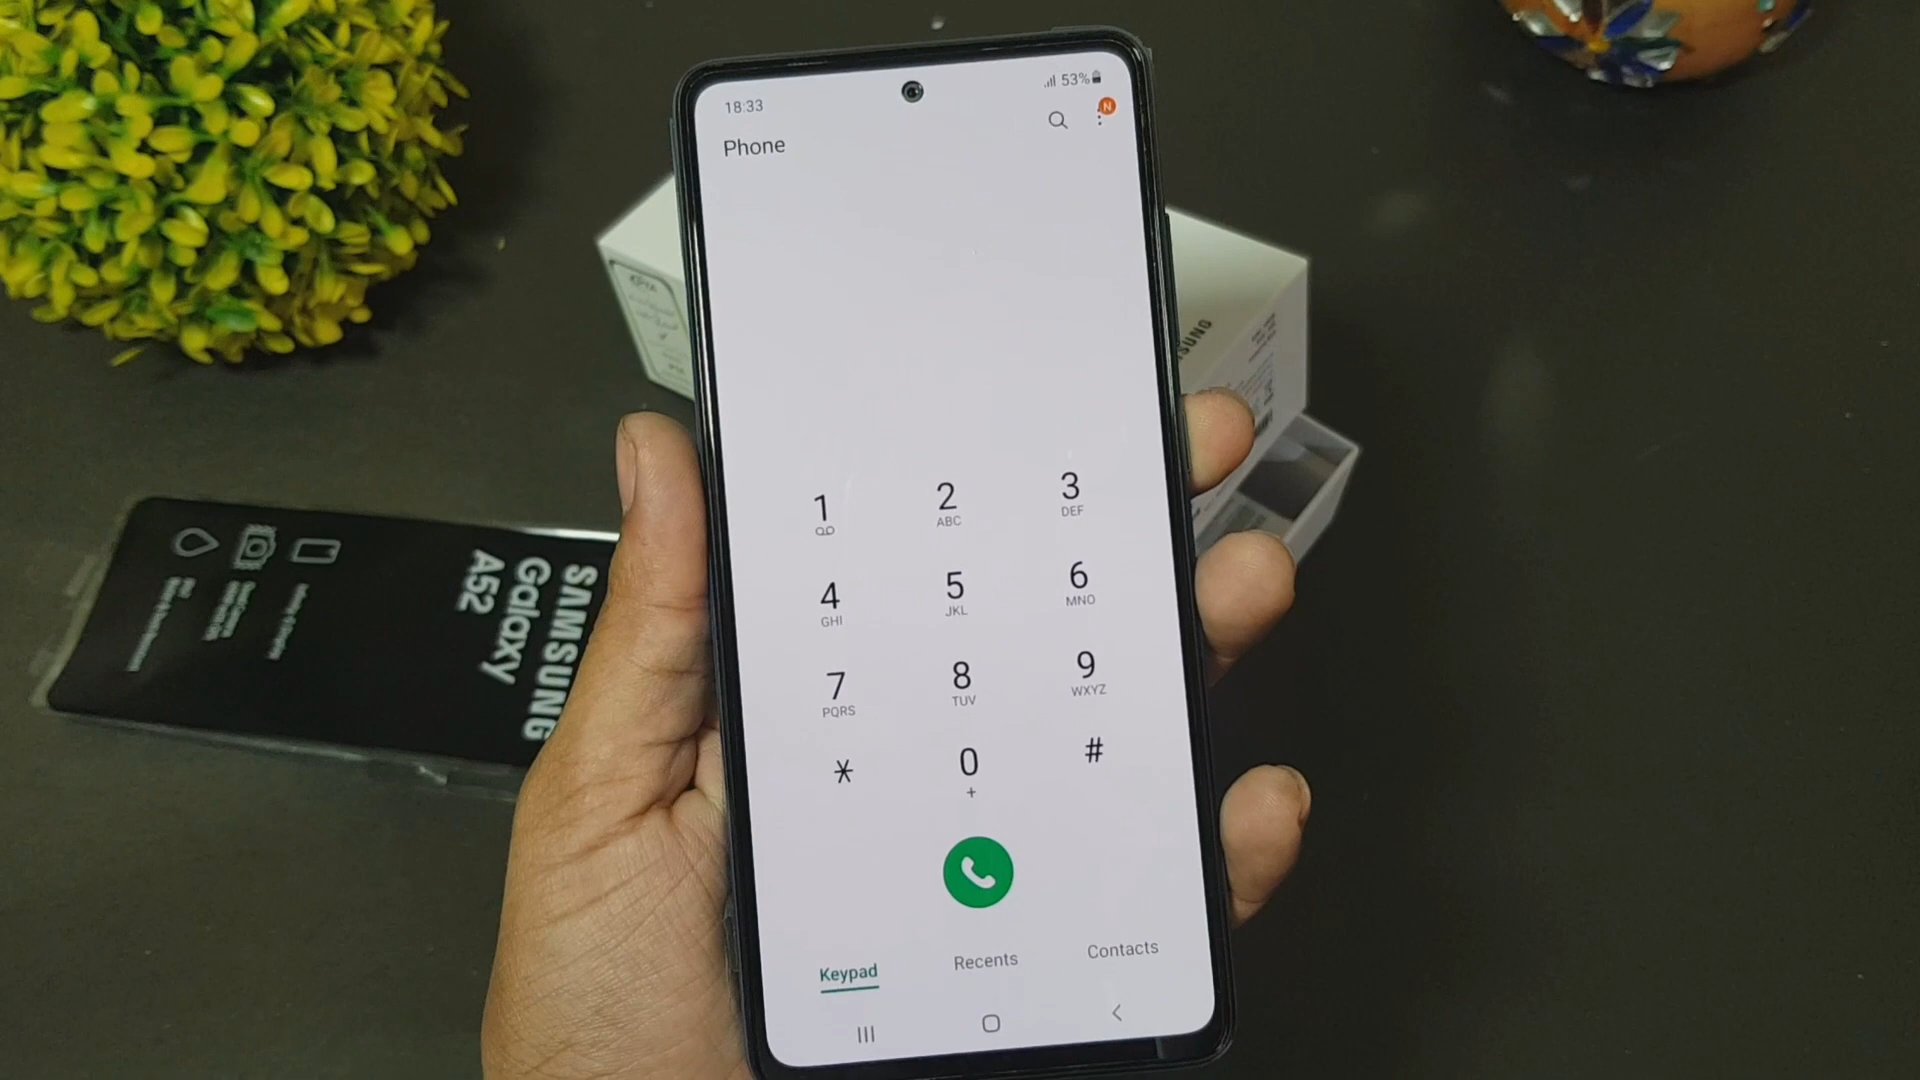 18:33
53%
N
Phone
1
2
ABC
3
DEF
4
GHI
5
JKL
6
MNO
7
PQRS
8
TUV
9
WXYZ
*
0
+
#
Keypad
Recents
Contacts
SAMSUNG
Galaxy
A52
SUNG